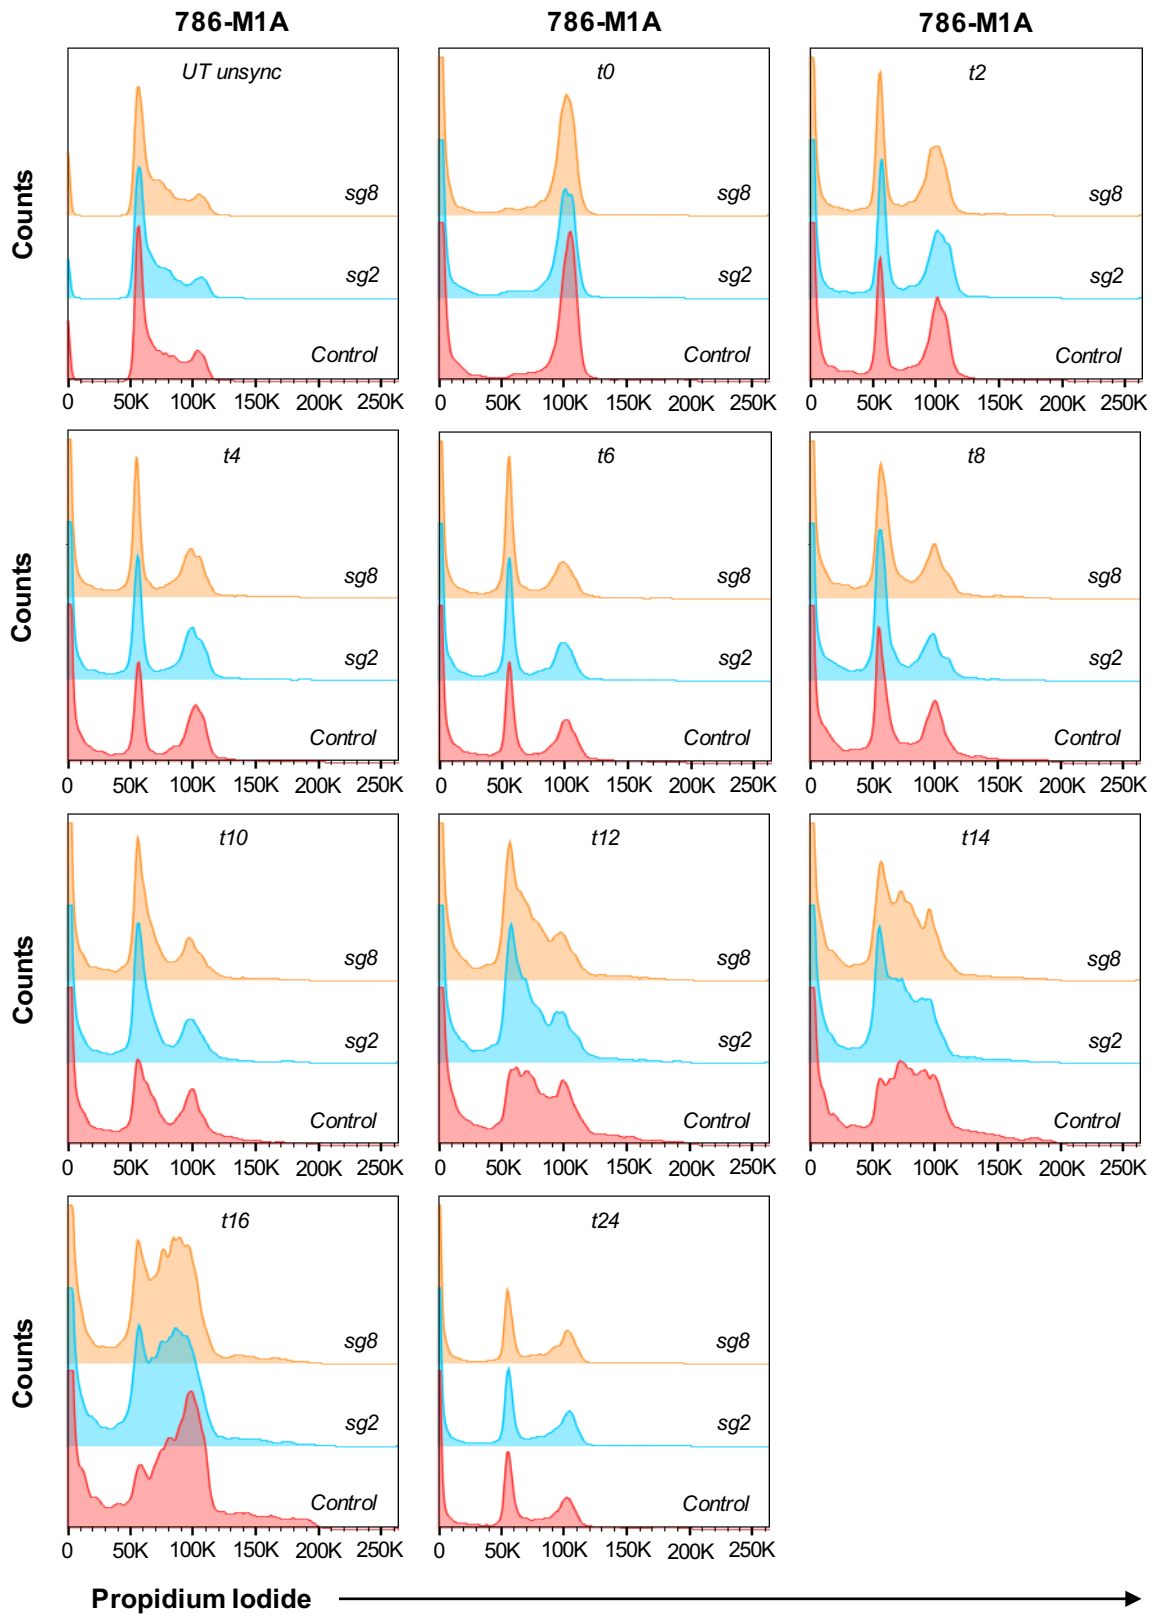 786-M1A 786-M1A 786-M1A
UT unsync t0 t2
Counts
sg8 sg8 sg8
sg2 sg2 sg2
Control Control Control
0 50K 100K 150K 200K 250K 0 50K 100K 150K 200K 250K 0 50K 100K 150K 200K 250K
t4 t6 t8
Counts
sg8 sg8 sg8
sg2 sg2 sg2
Control Control Control
0 50K 100K 150K 200K 250K 0 50K 100K 150K 200K 250K 0 50K 100K 150K 200K 250K
t10 t12 t14
Counts
sg8 sg8 sg8
sg2 sg2 sg2
Control Control Control
0 50K 100K 150K 200K 250K 0 50K 100K 150K 200K 250K 0 50K 100K 150K 200K 250K
t16 t24
Counts
sg8 sg8
sg2 sg2
Control Control
0 50K 100K 150K 200K 250K 0 50K 100K 150K 200K 250K
Propidium Iodide